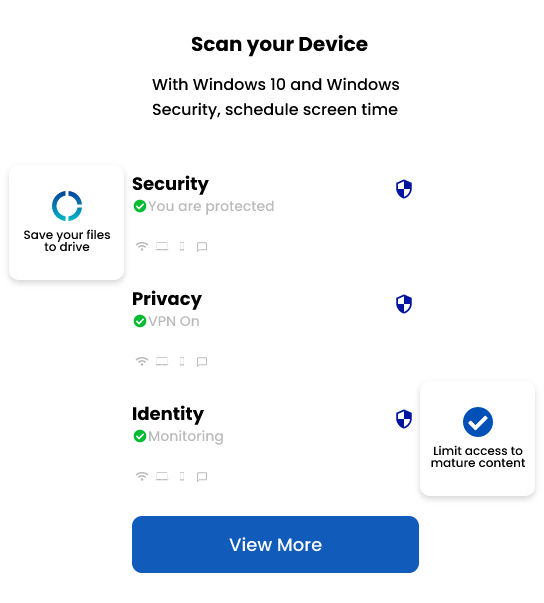 Scan your Device
With Windows 10 and Windows
Security, schedule screen time
Save your files
to drive
Security
You are protected
Privacy
VPN On
Identity
Monitoring
Limit access to
mature content
View More